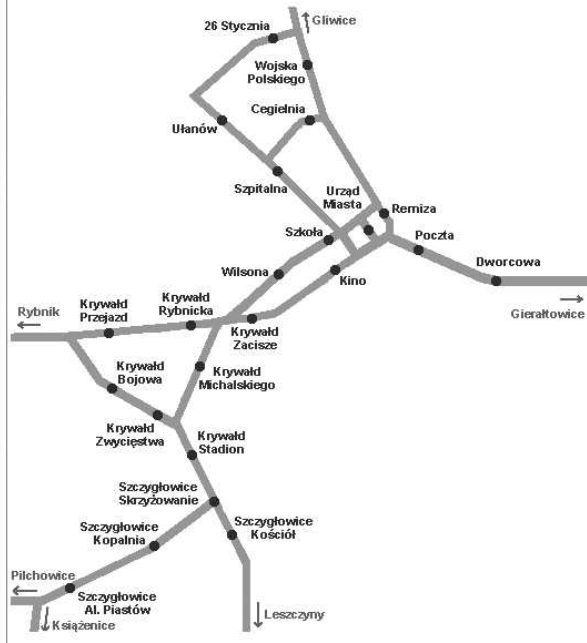 Gliwice
26 Stycznia
Wojska
Polskiego
Cegielnia
Ułanów
Szpitalna
Urząd
Miasta
Remiza
Szkoła
Poczta
Wilsona
Dworcowa
Kino
Rybnik
Krywałd
Przejazd
Krywałd
Rybnicka
Gierałtowice
Krywałd
Zacisze
Krywałd
Bojowa
Krywałd
Michalskiego
Krywałd
Zwycięstwa
Krywałd
Stadion
Szczygłowice
Skrzyżowanie
Szczygłowice
Kopalnia
Szczygłowice
Kościół
Pilchowice
Szczygłowice
Al. Piastów
Książenice
Leszczyny